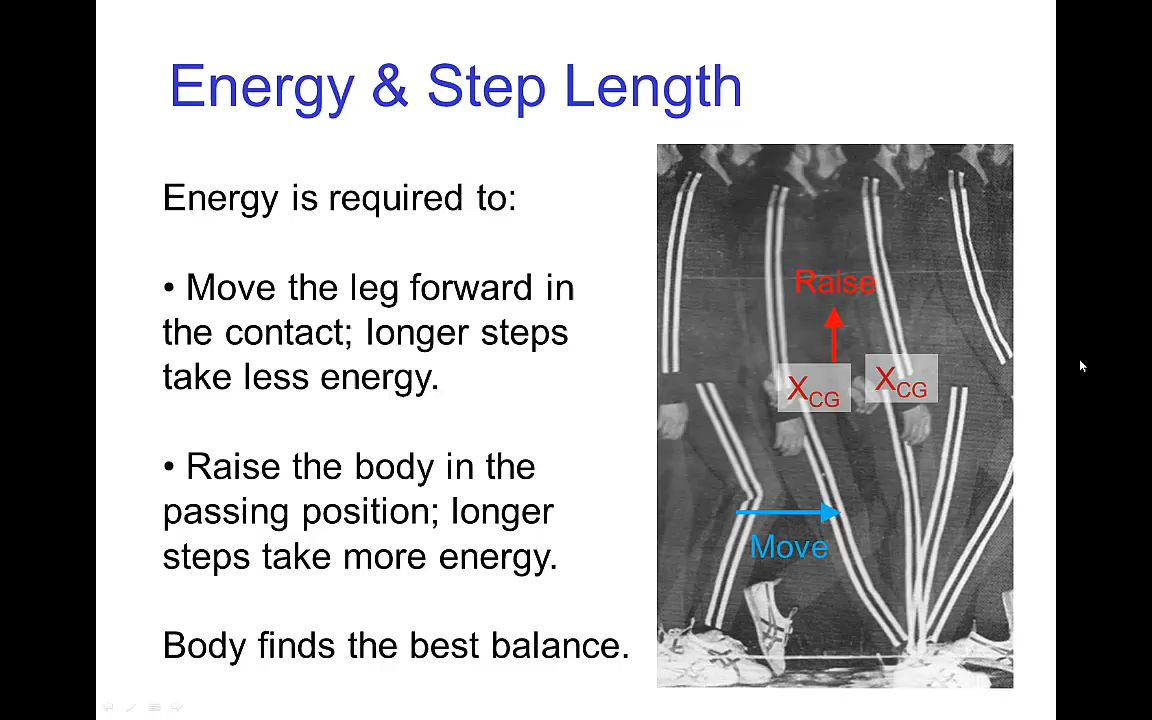 Energy & Step Length
Energy is required to:
• Move the leg forward in
the contact; longer steps
take less energy.
• Raise the body in the
passing position; longer
steps take more energy.
Body finds the best balance.
Raise
XCG
XCG
Move